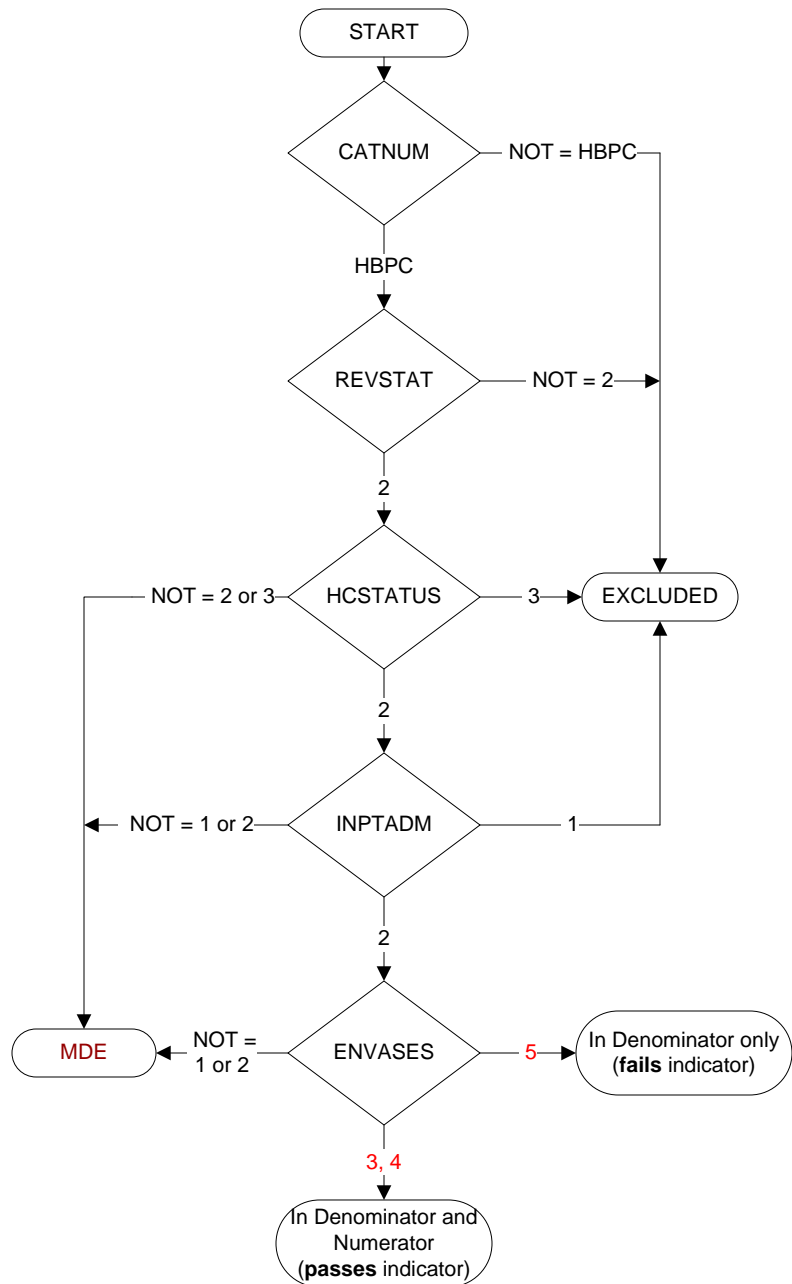 START
CATNUM
NOT = HBPC
HBPC
REVSTAT
NOT = 2
2
NOT = 2 or 3
HCSTATUS
3
EXCLUDED
2
NOT = 1 or 2
INPTADM
1
2
MDE
NOT =
1 or 2
ENVASES
5
In Denominator only
(fails indicator)
3, 4
In Denominator and
Numerator
(passes indicator)